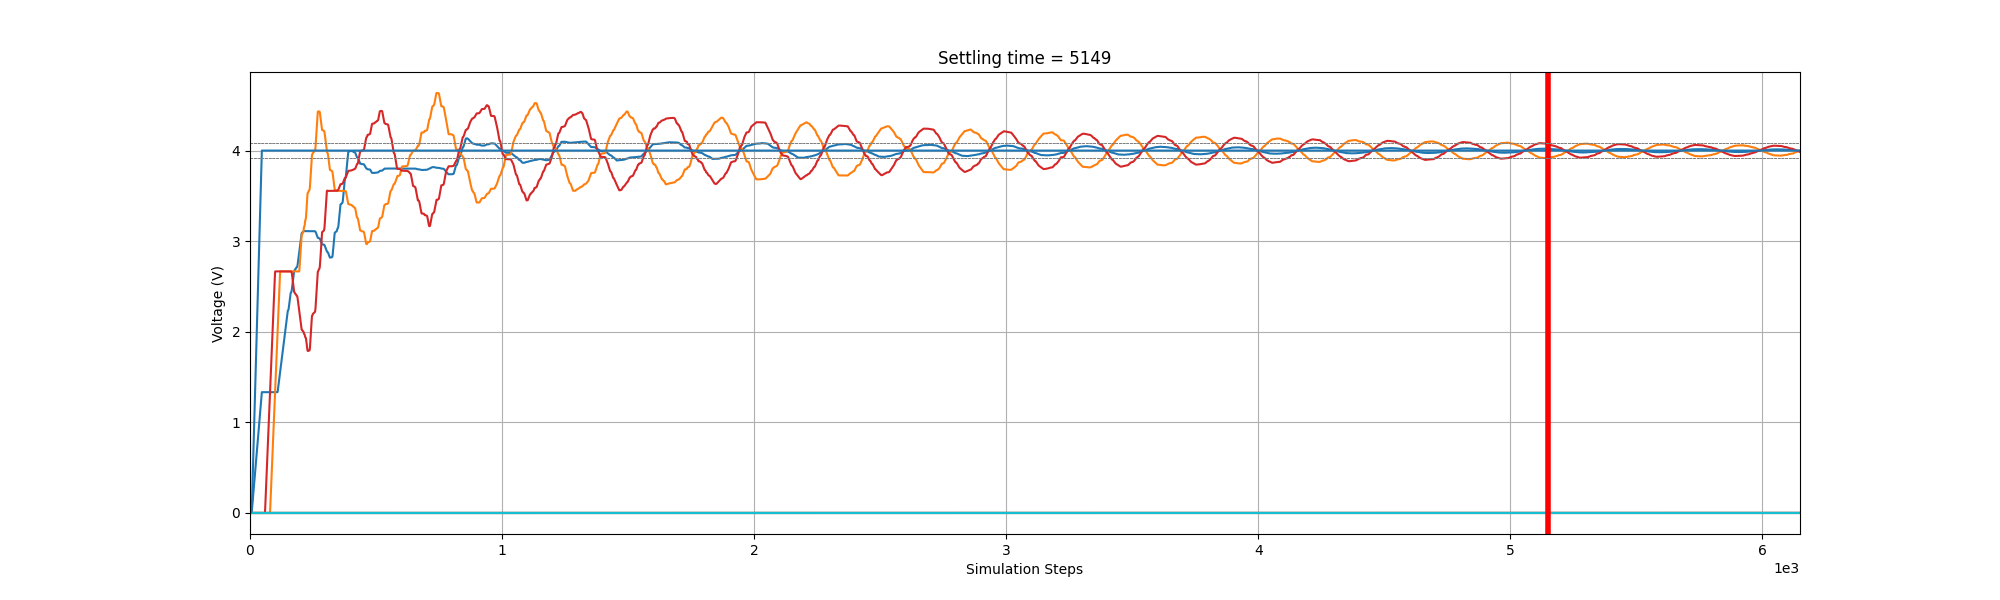 Settling time = 5149
4
3
2
1
0
Voltage (V)
0 1 2 3 4 5 6
1e3
Simulation Steps